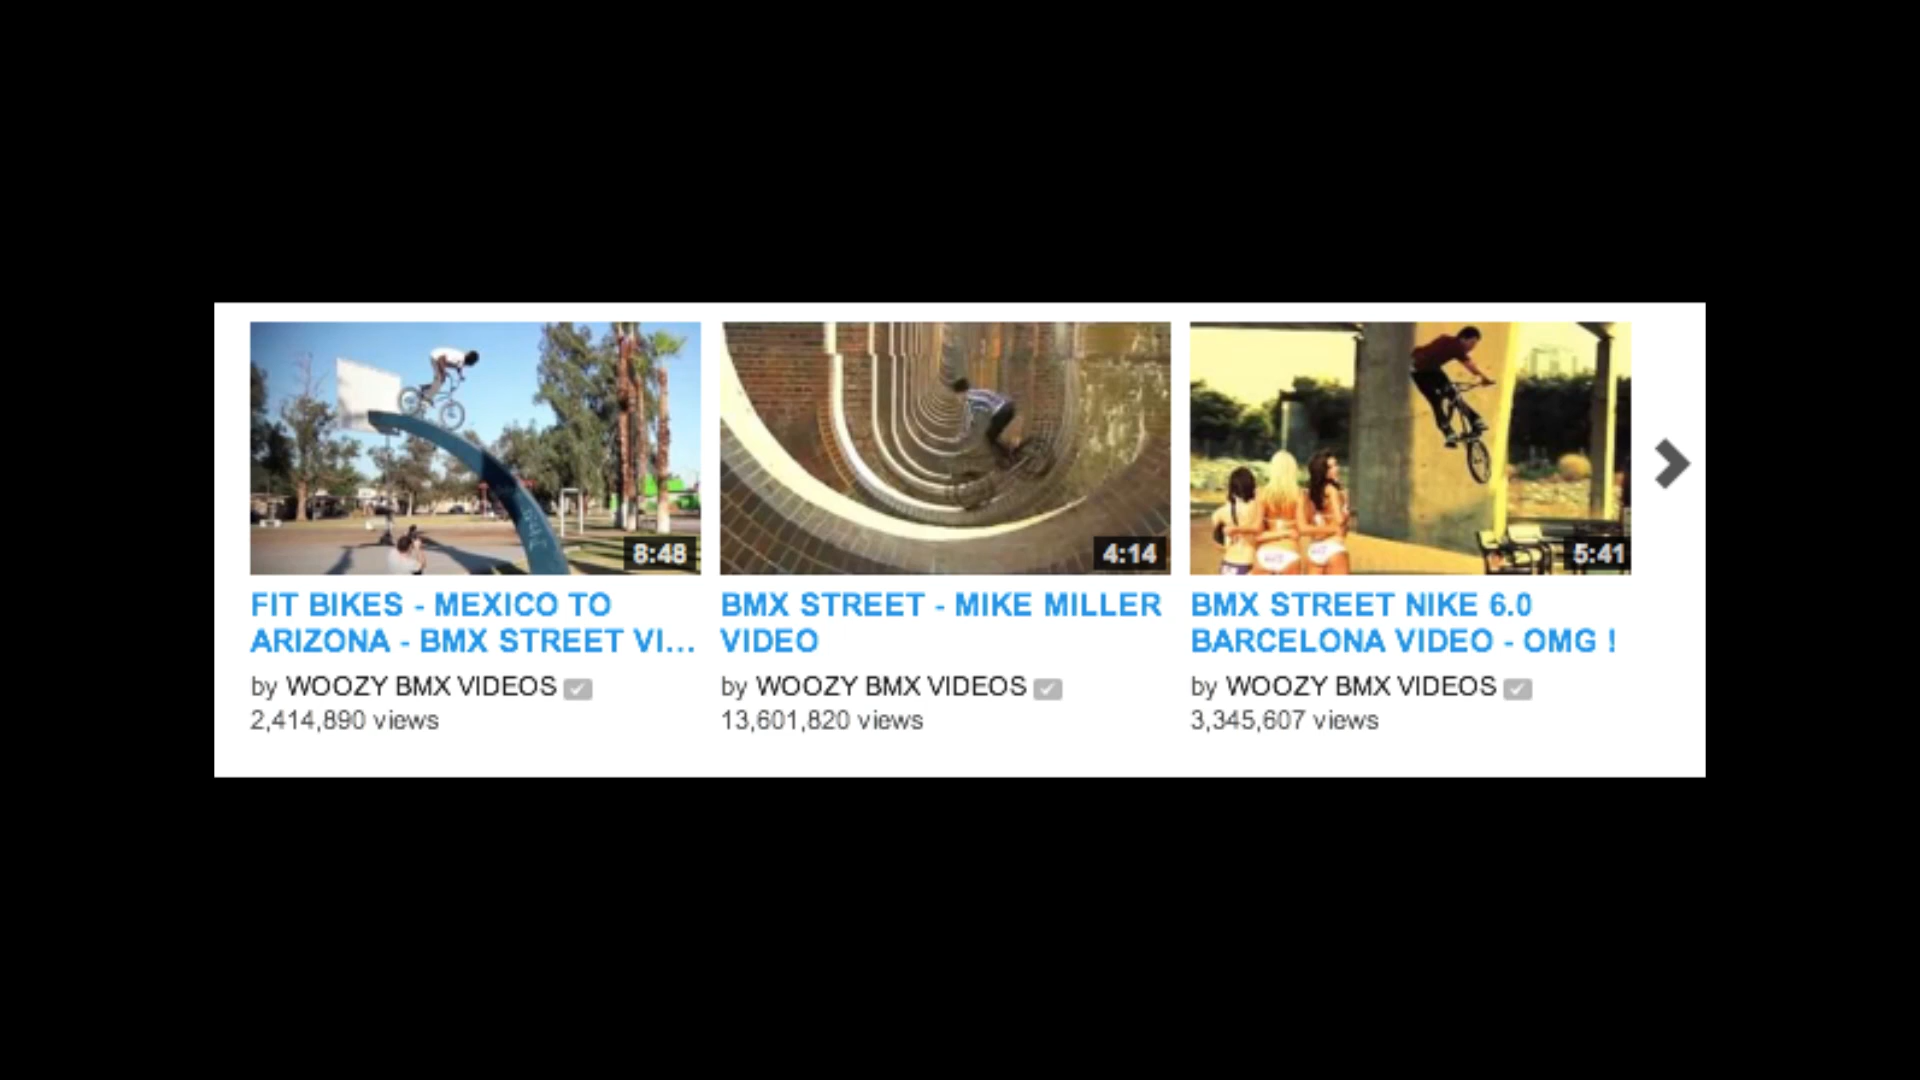 8:48
FIT BIKES - MEXICO TO
ARIZONA - BMX STREET VI...
by WOOZY BMX VIDEOS
2,414,890 views
4:14
BMX STREET - MIKE MILLER
VIDEO
by WOOZY BMX VIDEOS
13,601,820 views
5:41
BMX STREET NIKE 6.0
BARCELONA VIDEO - OMG !
by WOOZY BMX VIDEOS
3,345,607 views